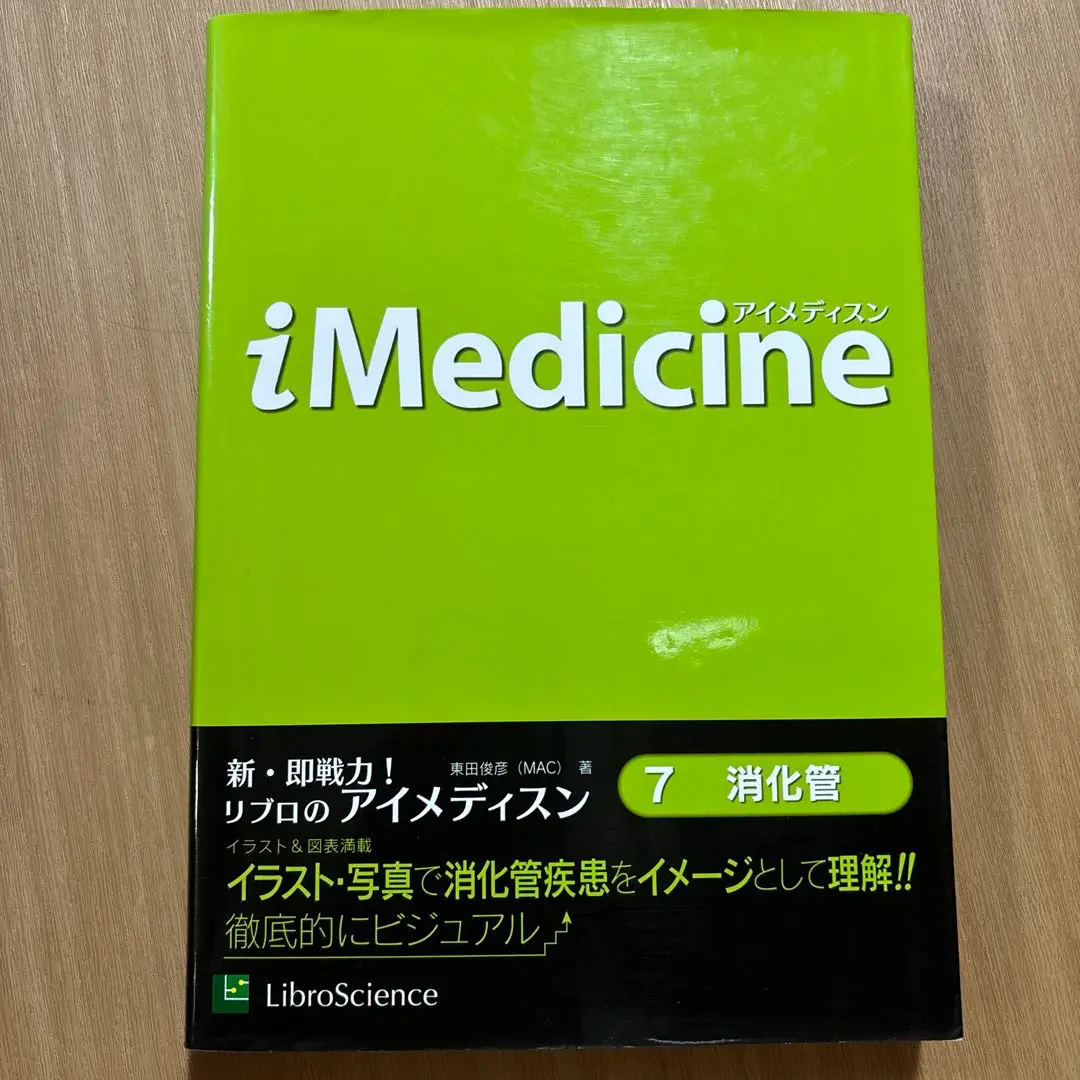 アイメディスン
iMedicine
新・即戦力! 東田俊彦(MAC) 著
リブロの アイメディスン
7 消化管
イラスト&図表満載
イラスト・写真で消化管疾患をイメージとして理解!!
徹底的にビジュアル
LibroScience